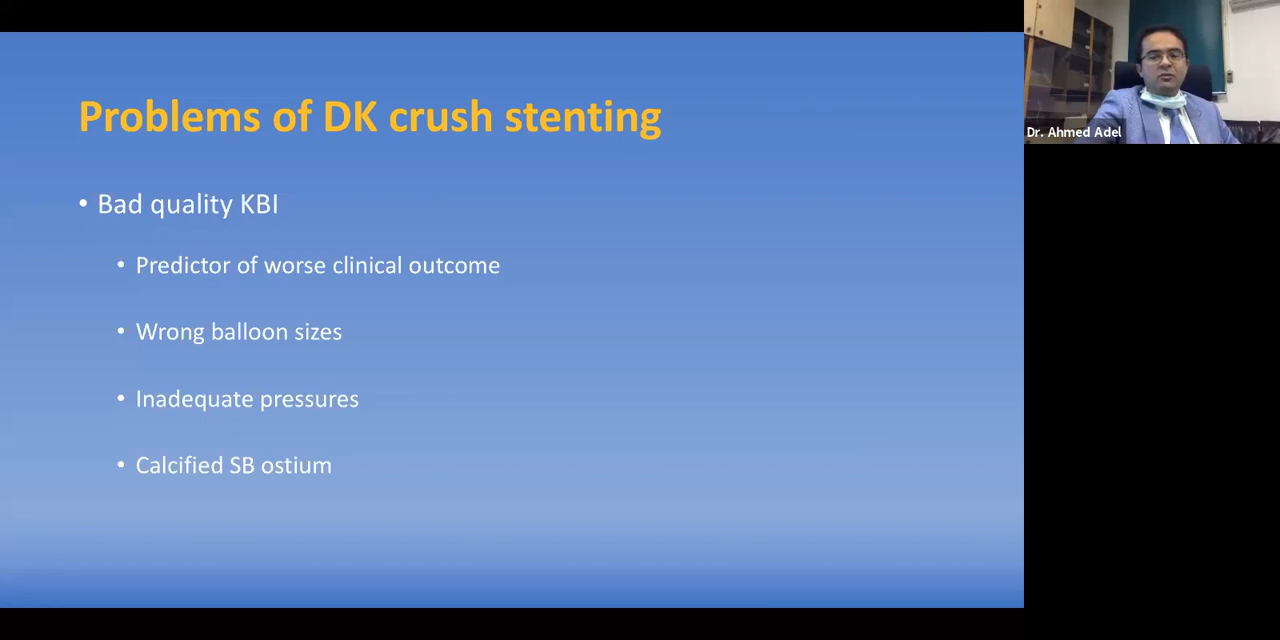 Problems of DK crush stenting
• Bad quality KBI
• Predictor of worse clinical outcome
• Wrong balloon sizes
• Inadequate pressures
• Calcified SB ostium
Dr. Ahmed Adel